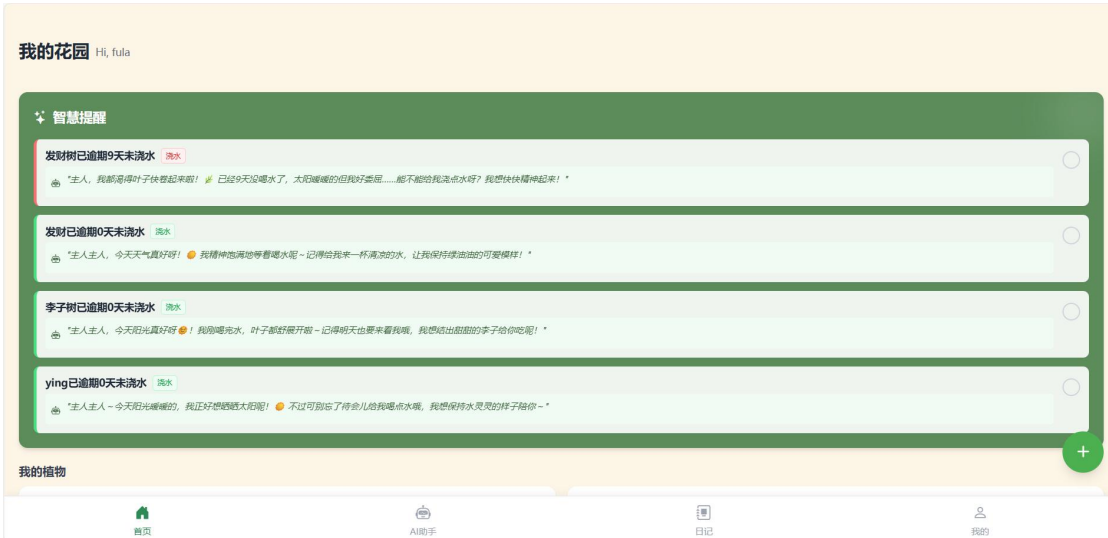 我的花园 Hi, fula
智慧提醒
发财树已逾期9天未浇水 浇水
"主人，我都渴得叶子快卷起来啦！🌿 已经9天没喝水了，太阳暖暖的但我好委屈……能不能给我浇点水呀？我想快快精神起来！"
发财已逾期0天未浇水 浇水
"主人主人，今天天气真好呀！🌞 我精神饱满地等着喝水呢~记得给我来一杯清凉的水，让我保持绿油油的可爱模样！"
李子树已逾期0天未浇水 浇水
"主人主人，今天阳光真好呀🌞！我刚喝完水，叶子都舒展开啦~记得明天也要来看我哦，我想结出甜甜的李子给你吃呢！"
ying已逾期0天未浇水 浇水
"主人主人~今天阳光暖暖的，我正好想晒晒太阳呢！🌞 不过可别忘了待会儿给我喝点水哦，我想保持水灵灵的样子陪你~"
+
我的植物
首页 AI助手 日记 我的